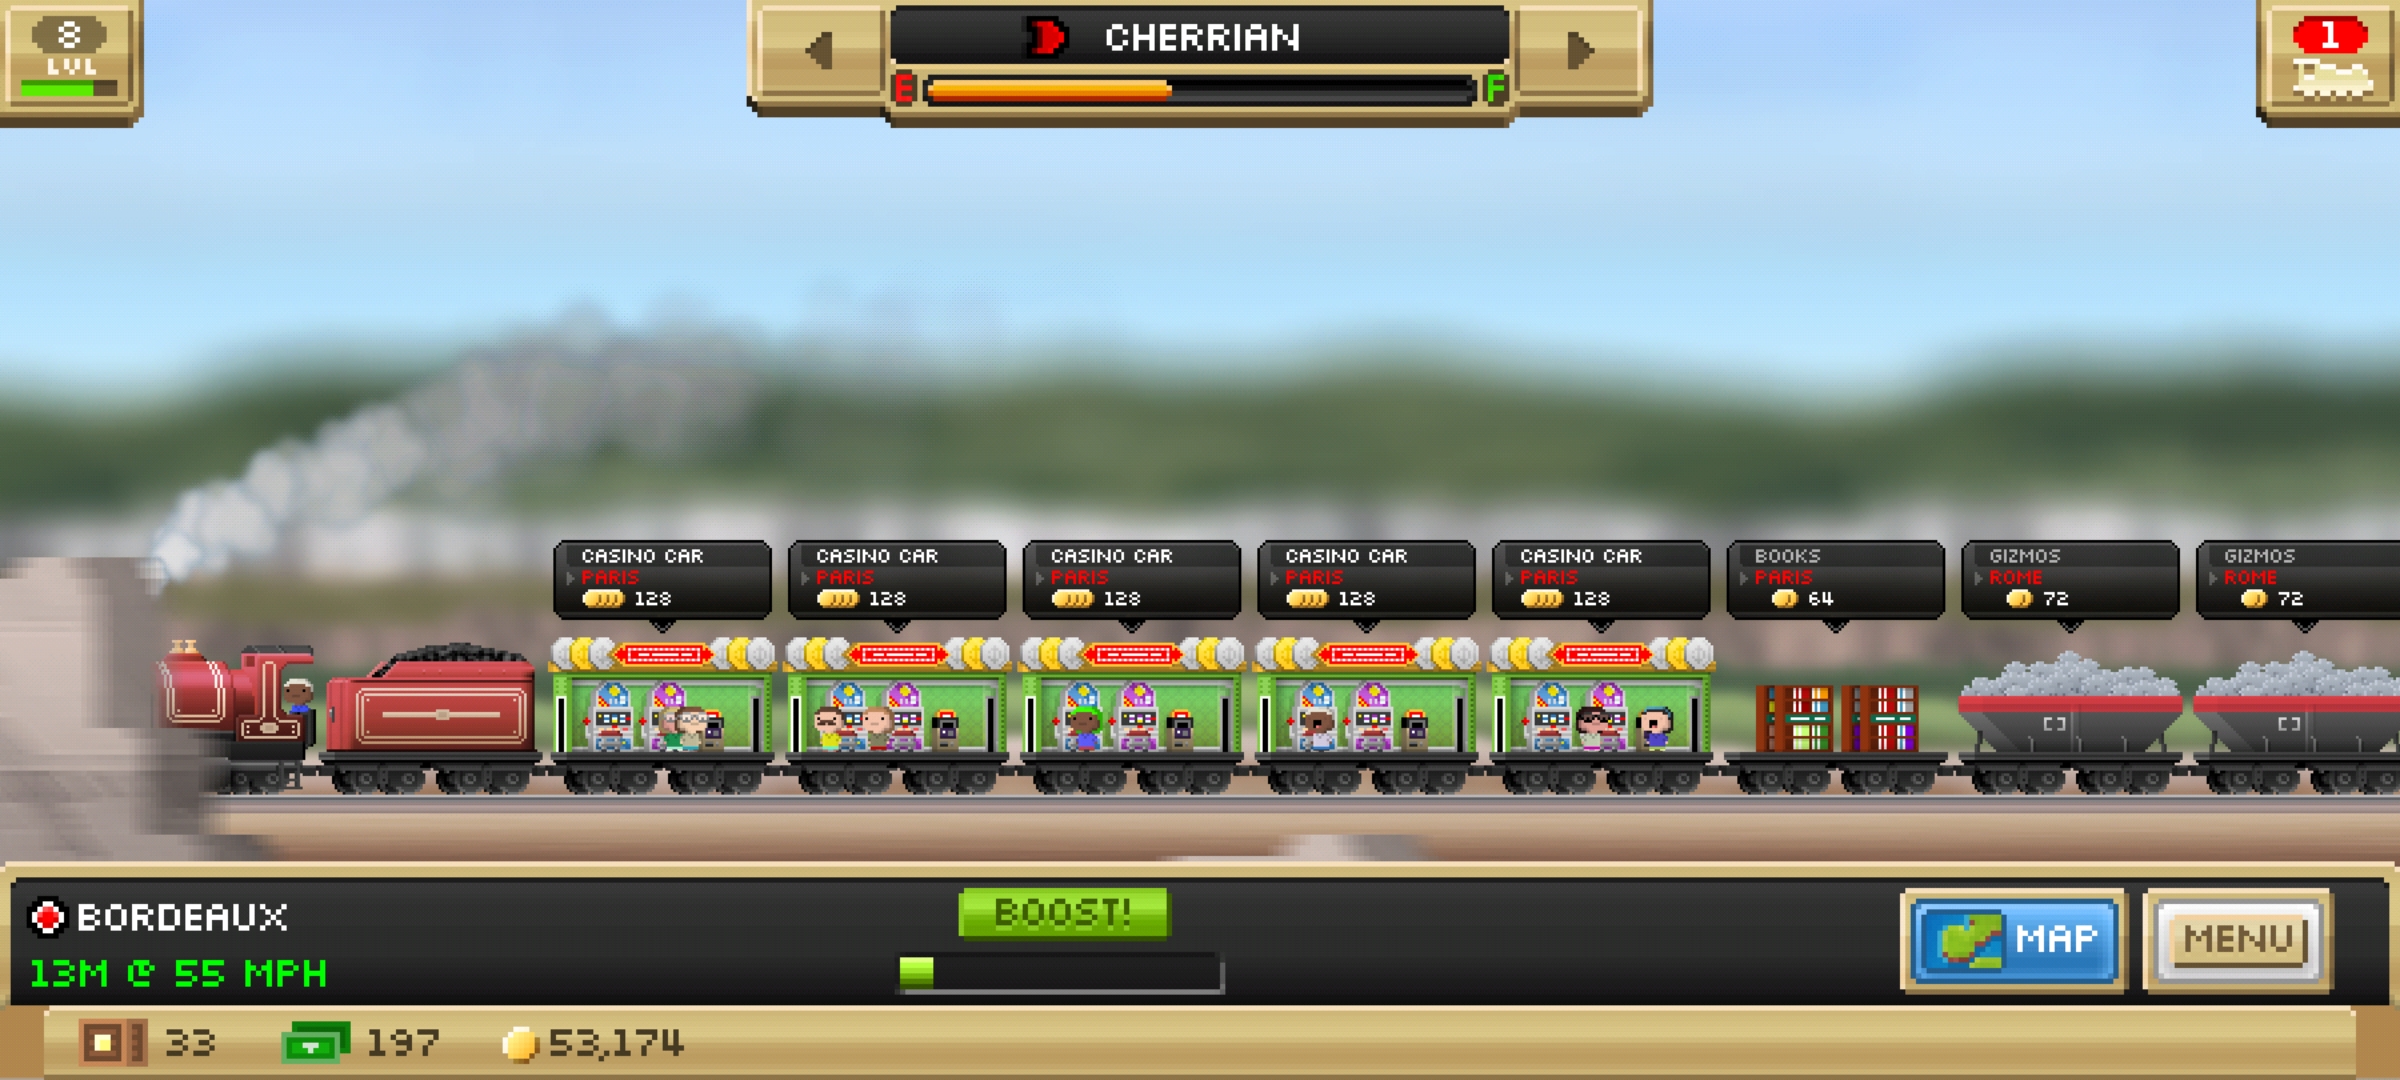 8
LVL
CHERRIAN
E F
1
CASINO CAR
PARIS
128
CASINO CAR
PARIS
128
CASINO CAR
PARIS
128
CASINO CAR
PARIS
128
CASINO CAR
PARIS
128
BOOKS
PARIS
64
GIZMOS
ROME
72
GIZMOS
ROME
72
BORDEAUX
13M @ 55 MPH
BOOST!
MAP
MENU
33
197
53,174